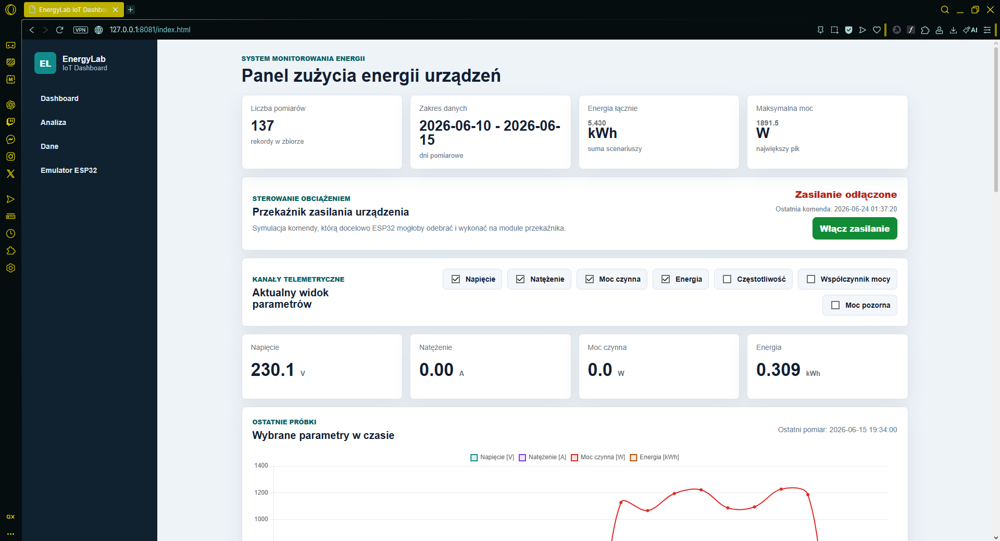 EnergyLab IoT Dashbo
VPN
127.0.0.1:8081/index.html
AI
M
GX
EL
EnergyLab
IoT Dashboard
Dashboard
Analiza
Dane
Emulator ESP32
SYSTEM MONITOROWANIA ENERGII
Panel zużycia energii urządzeń
Liczba pomiarów
137
rekordy w zbiorze
Zakres danych
2026-06-10 - 2026-06-
15
dni pomiarowe
Energia łącznie
5.430
kWh
suma scenariuszy
Maksymalna moc
1891.5
W
największy pik
STEROWANIE OBCIĄŻENIEM
Przekaźnik zasilania urządzenia
Symulacja komendy, którą docelowo ESP32 mogłoby odebrać i wykonać na module przekaźnika.
Zasilanie odłączone
Ostatnia komenda: 2026-06-24 01:37:20
Włącz zasilanie
KANAŁY TELEMETRYCZNE
Aktualny widok
parametrów
Napięcie
Natężenie
Moc czynna
Energia
Częstotliwość
Współczynnik mocy
Moc pozorna
Napięcie
230.1 V
Natężenie
0.00 A
Moc czynna
0.0 W
Energia
0.309 kWh
OSTATNIE PRÓBKI
Wybrane parametry w czasie
Ostatni pomiar: 2026-06-15 19:34:00
Napięcie [V]
Natężenie [A]
Moc czynna [W]
Energia [kWh]
1400
1200
1000